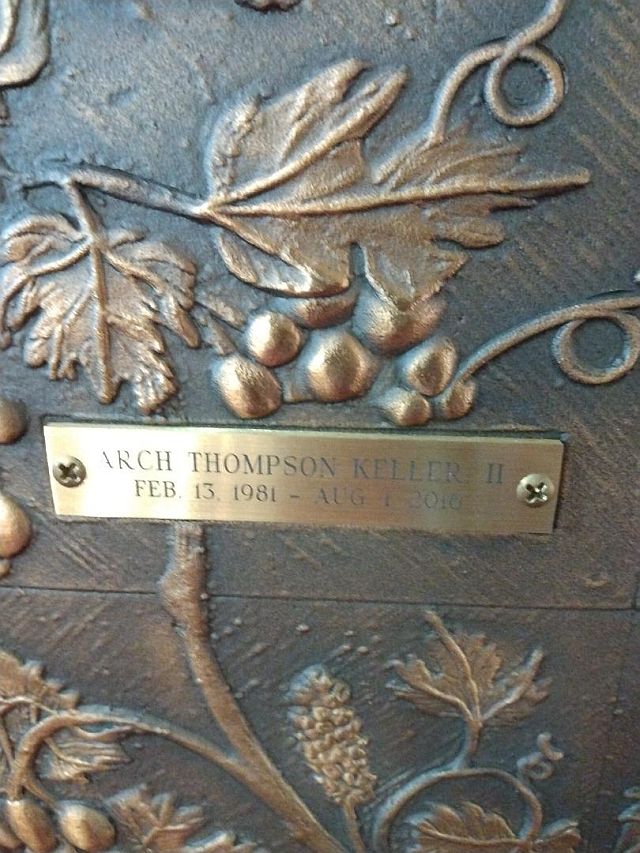 ARCH THOMPSON KELLER II
FEB. 13, 1981 - AUG 1, 2016